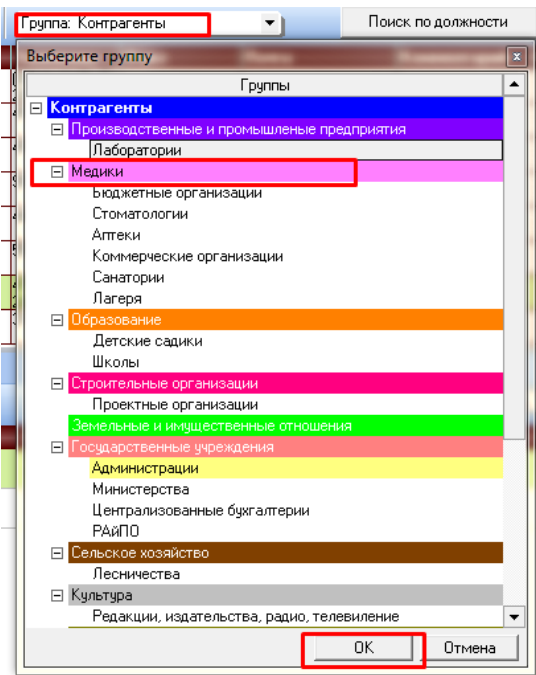 Группа: Контрагенты
Поиск по должности
Выберите группу
Группы
Контрагенты
Производственные и промышленые предприятия
Лаборатории
Медики
Бюджетные организации
Стоматологии
Аптеки
Коммерческие организации
Санатории
Лагеря
Образование
Детские садики
Школы
Строительные организации
Проектные организации
Земельные и имущественные отношения
Государственные учреждения
Администрации
Министерства
Централизованные бухгалтерии
РАйПО
Сельское хозяйство
Лесничества
Культура
Редакции, издательства, радио, телевиление
OK
Отмена